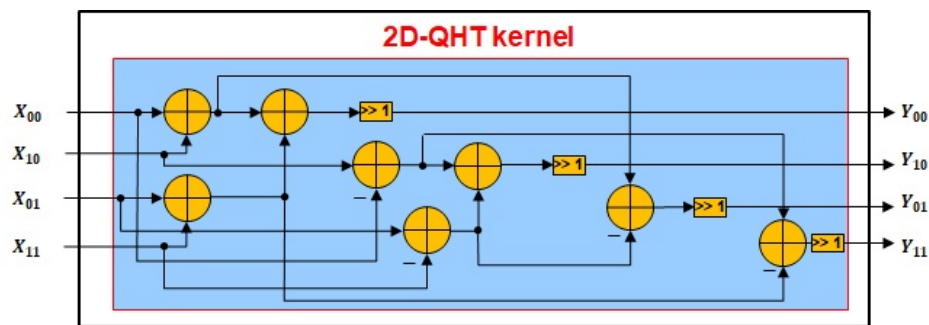 2D-QHT kernel
X00
Y00
>> 1
X10
Y10
>> 1
X01
Y01
>> 1
X11
Y11
>> 1
−
−
−
−